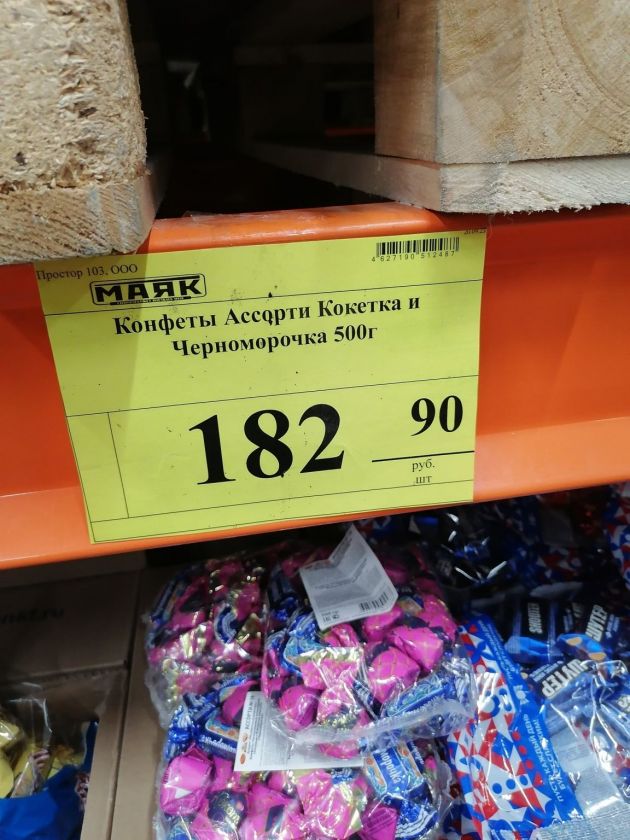 Простор 103, ООО
4 627190 512487
МАЯК
Конфеты Ассорти Кокетка и
Черноморочка 500г
182
90
руб.
шт